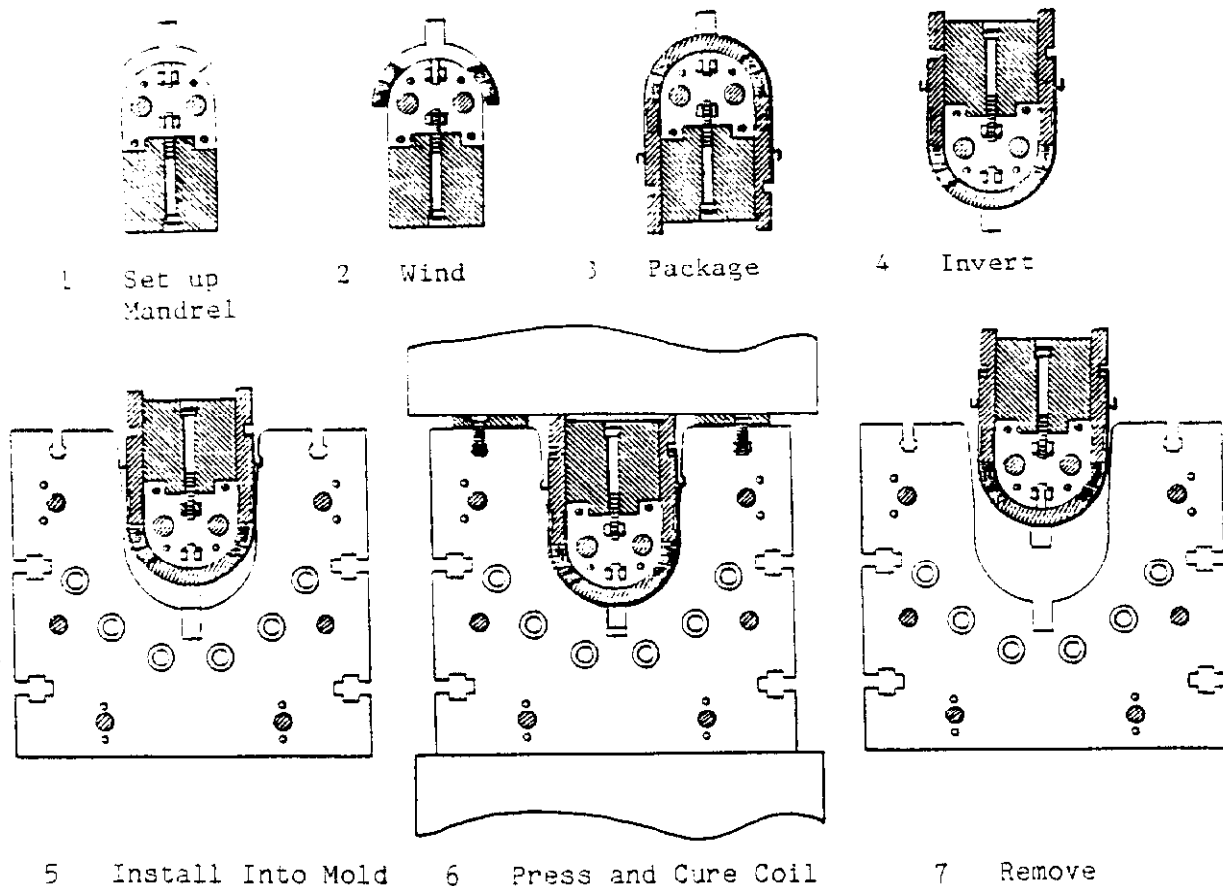 1 Set up
Mandrel
2 Wind
3 Package
4 Invert
5 Install Into Mold
6 Press and Cure Coil
7 Remove